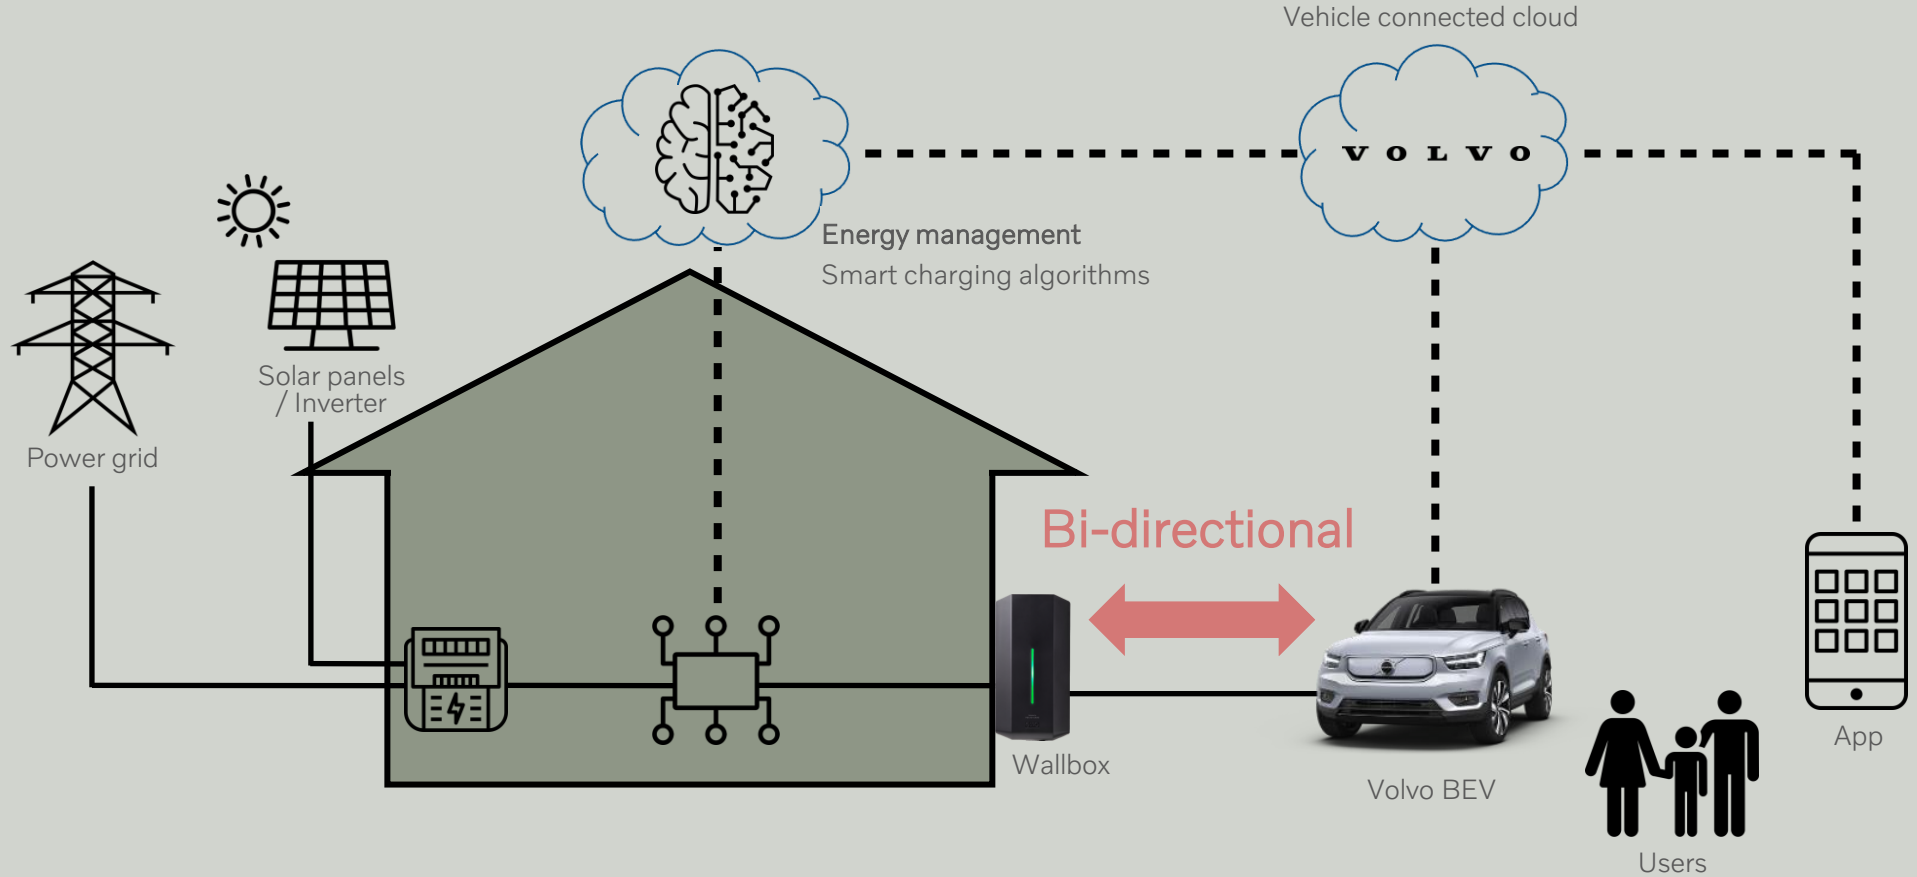 Vehicle connected cloud
VOLVO
Energy management
Smart charging algorithms
Solar panels
/ Inverter
Power grid
Bi-directional
Wallbox
Volvo BEV
App
Users